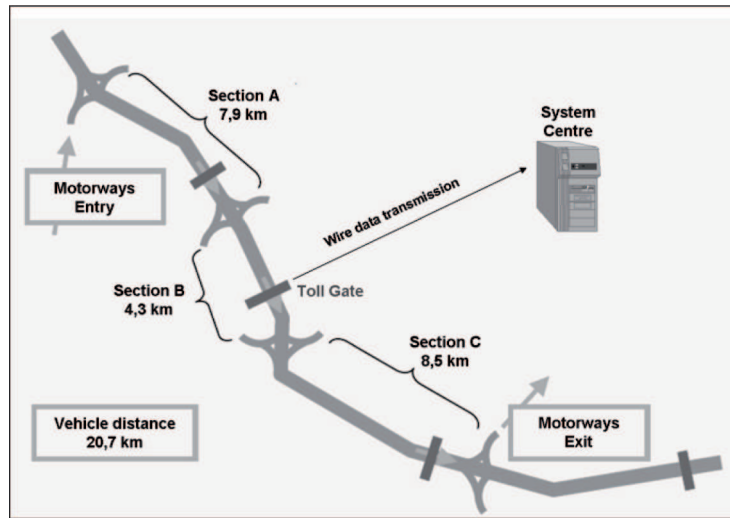 Section A
7,9 km
System
Centre
Motorways
Entry
Wire data transmission
Section B
4,3 km
Toll Gate
Section C
8,5 km
Vehicle distance
20,7 km
Motorways
Exit